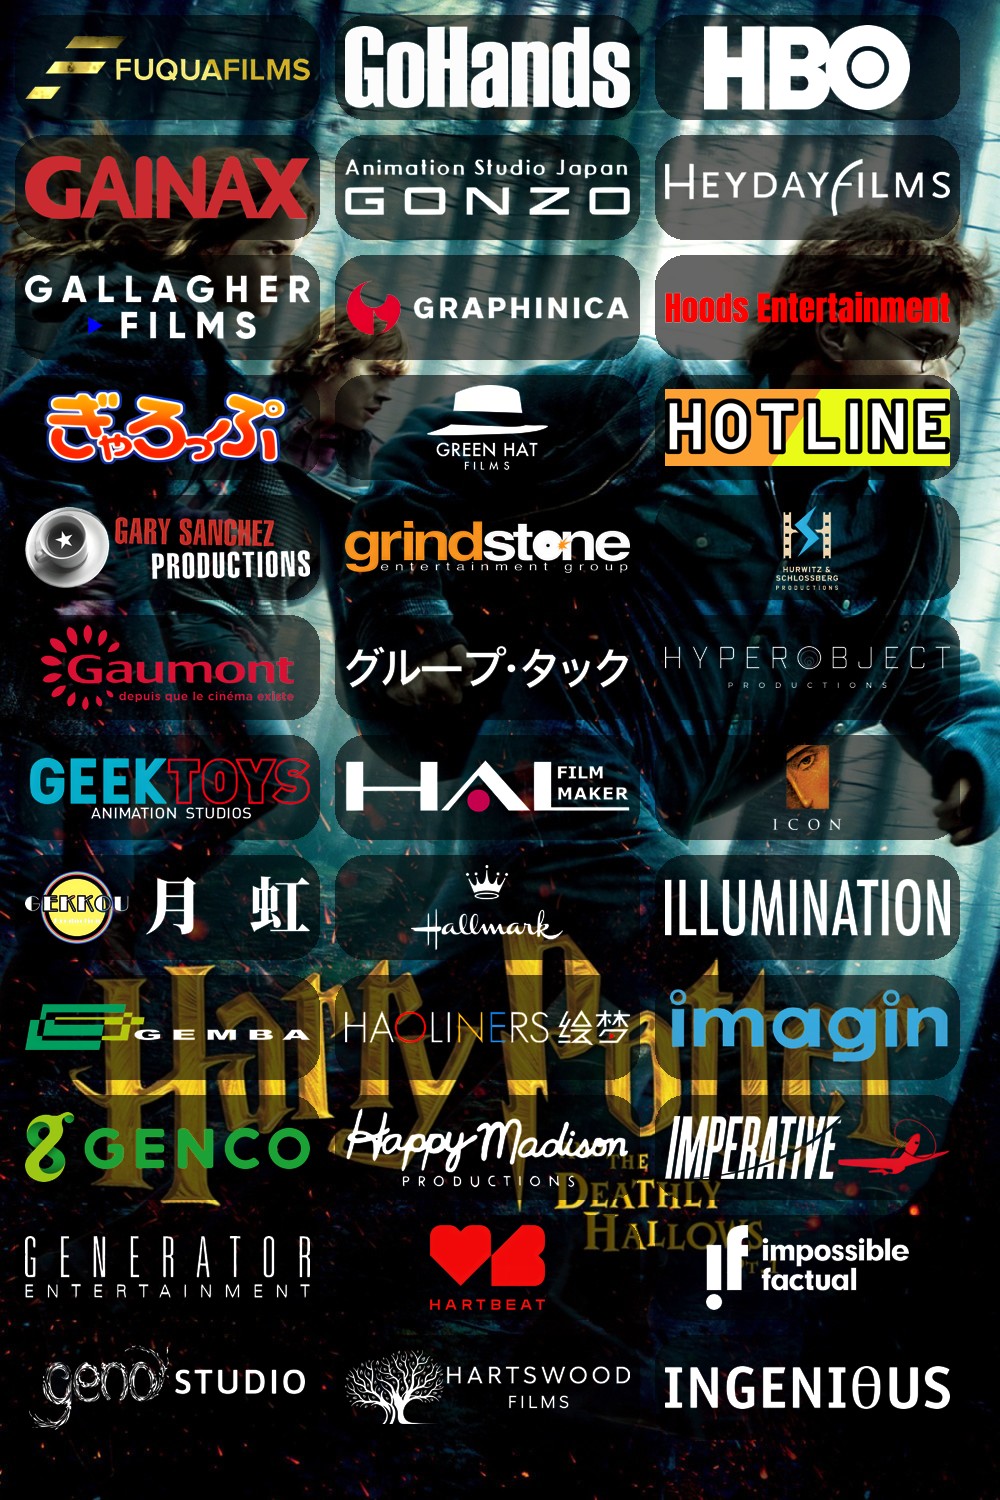 FUQUAFILMS
GoHands
HBO
GAINAX
Animation Studio Japan
GONZO
HEYDAY FILMS
GALLAGHER
FILMS
GRAPHINICA
Hoods Entertainment
ぎゃろっぷ
GREEN HAT
FILMS
HOTLINE
GARY SANCHEZ
PRODUCTIONS
grindstone
entertainment group
HURWITZ &
SCHLOSSBERG
PRODUCTIONS
Gaumont
depuis que le cinéma existe
グループ・タック
HYPEROBJECT
PRODUCTIONS
GEEKTOYS
ANIMATION STUDIOS
HAL FILM
MAKER
ICON
GEKKOU
月虹
Hallmark
ILLUMINATION
GEMBA
HAOLINERS 绘梦
imagin
Harry Potter
GENCO
Happy Madison
PRODUCTIONS
IMPERATIVE
THE
DEATHLY
HALLOWS
GENERATOR
ENTERTAINMENT
HARTBEAT
if impossible
factual
geno STUDIO
HARTSWOOD
FILMS
INGENIOUS